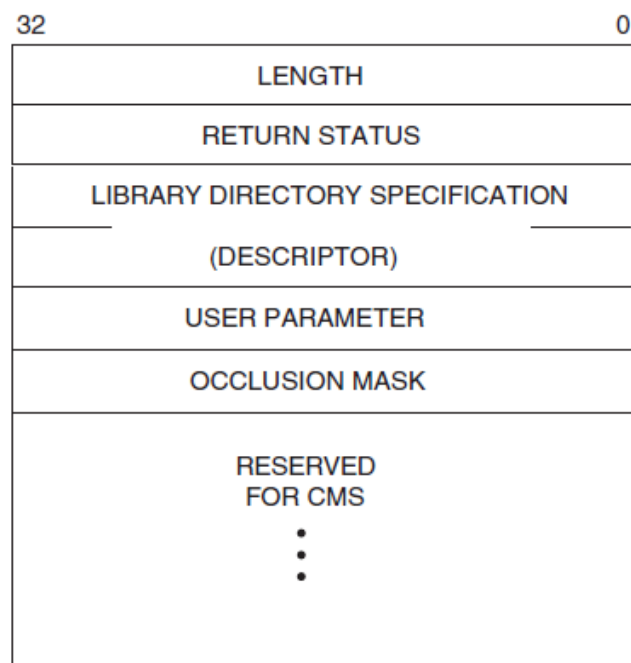 32 0
LENGTH
RETURN STATUS
LIBRARY DIRECTORY SPECIFICATION
(DESCRIPTOR)
USER PARAMETER
OCCLUSION MASK
RESERVED
FOR CMS